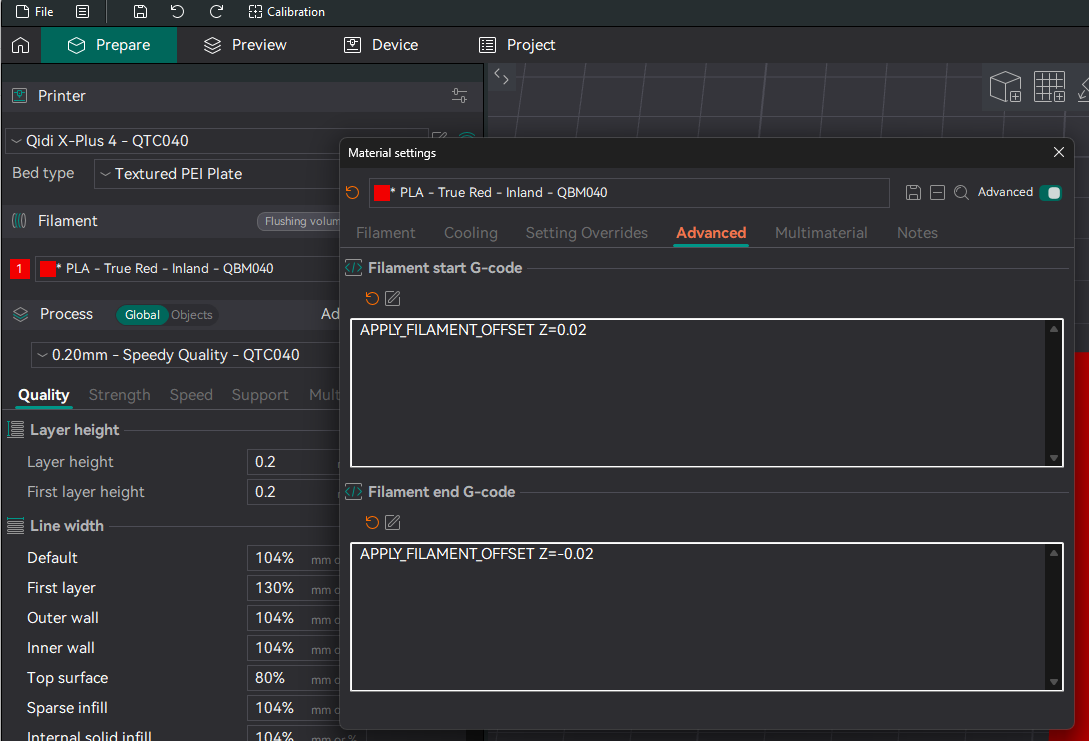 File
Calibration
Prepare
Preview
Device
Project
Printer
Qidi X-Plus 4 - QTC040
Bed type
Textured PEI Plate
Filament
Flushing volum
1
* PLA - True Red - Inland - QBM040
Process
Global
Objects
Ad
0.20mm - Speedy Quality - QTC040
Quality
Strength
Speed
Support
Mult
Layer height
Layer height
0.2
First layer height
0.2
Line width
Default
104%
mm o
First layer
130%
mm o
Outer wall
104%
mm o
Inner wall
104%
mm o
Top surface
80%
mm o
Sparse infill
104%
mm o
Internal solid infill
104%
mm or %
Material settings
* PLA - True Red - Inland - QBM040
Advanced
Filament
Cooling
Setting Overrides
Advanced
Multimaterial
Notes
Filament start G-code
APPLY_FILAMENT_OFFSET Z=0.02
Filament end G-code
APPLY_FILAMENT_OFFSET Z=-0.02